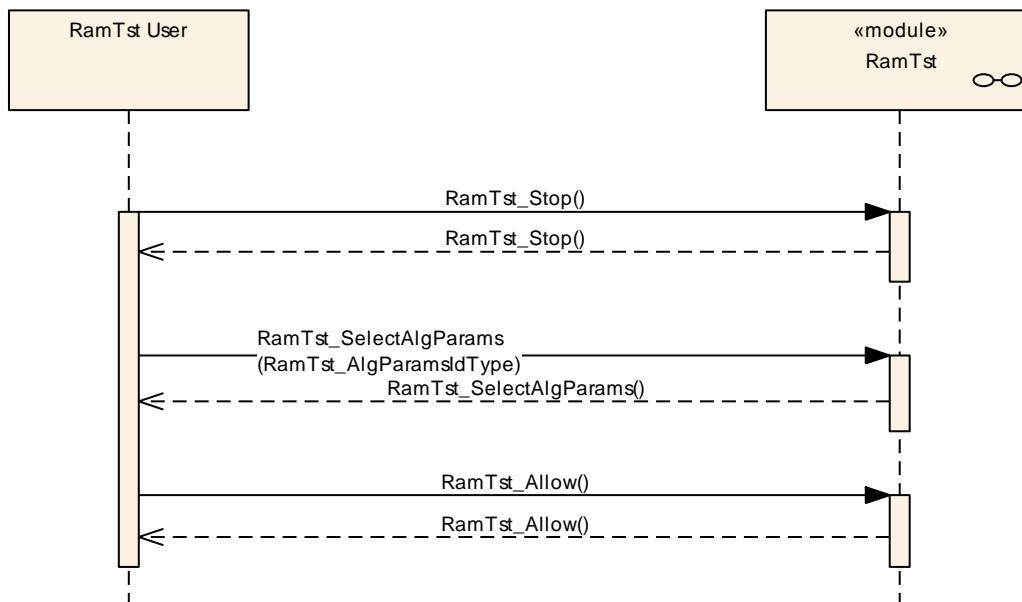 RamTst User
«module»
RamTst
RamTst_Stop()
RamTst_Stop()
RamTst_SelectAlgParams
(RamTst_AlgParamsIdType)
RamTst_SelectAlgParams()
RamTst_Allow()
RamTst_Allow()